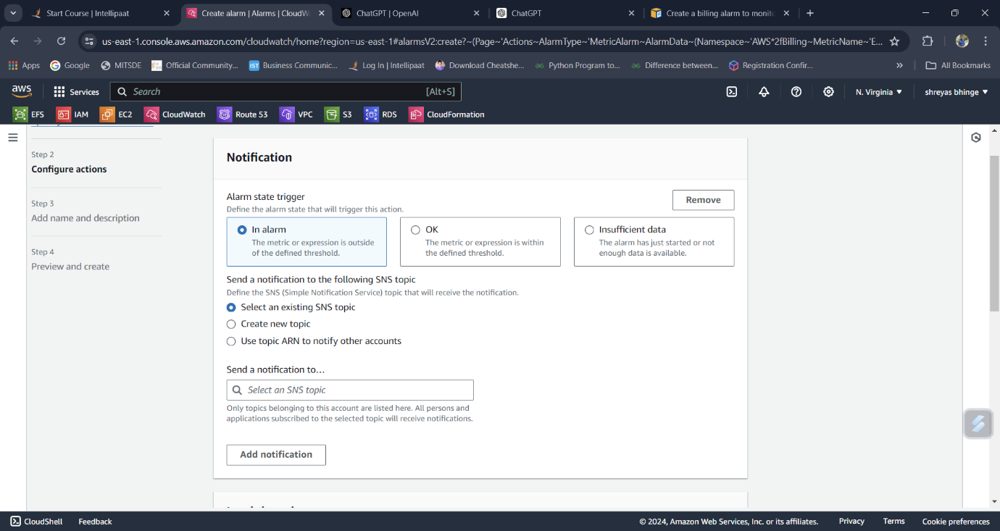 Start Course | Intellipaat
Create alarm | Alarms | CloudW
ChatGPT | OpenAI
ChatGPT
Create a billing alarm to monito
us-east-1.console.aws.amazon.com/cloudwatch/home?region=us-east-1#alarmsV2:create?~(Page~'Actions~AlarmType~'MetricAlarm~AlarmData~(Namespace~'AWS*2fBilling~MetricName~'E...
Apps
Google
MITSDE
Official Community...
IST Business Communic...
Log In | Intellipaat
Download Cheatshe...
Python Program to...
Difference between...
Registration Confir...
»
All Bookmarks
aws
Services
Search
[Alt+S]
N. Virginia
shreyas bhinge
EFS
IAM
EC2
CloudWatch
Route 53
VPC
S3
RDS
CloudFormation
Step 2
Configure actions
Step 3
Add name and description
Step 4
Preview and create
Notification
Alarm state trigger
Define the alarm state that will trigger this action.
Remove
In alarm
The metric or expression is outside
of the defined threshold.
OK
The metric or expression is within
the defined threshold.
Insufficient data
The alarm has just started or not
enough data is available.
Send a notification to the following SNS topic
Define the SNS (Simple Notification Service) topic that will receive the notification.
Select an existing SNS topic
Create new topic
Use topic ARN to notify other accounts
Send a notification to…
Select an SNS topic
Only topics belonging to this account are listed here. All persons and
applications subscribed to the selected topic will receive notifications.
Add notification
CloudShell
Feedback
© 2024, Amazon Web Services, Inc. or its affiliates.
Privacy
Terms
Cookie preferences